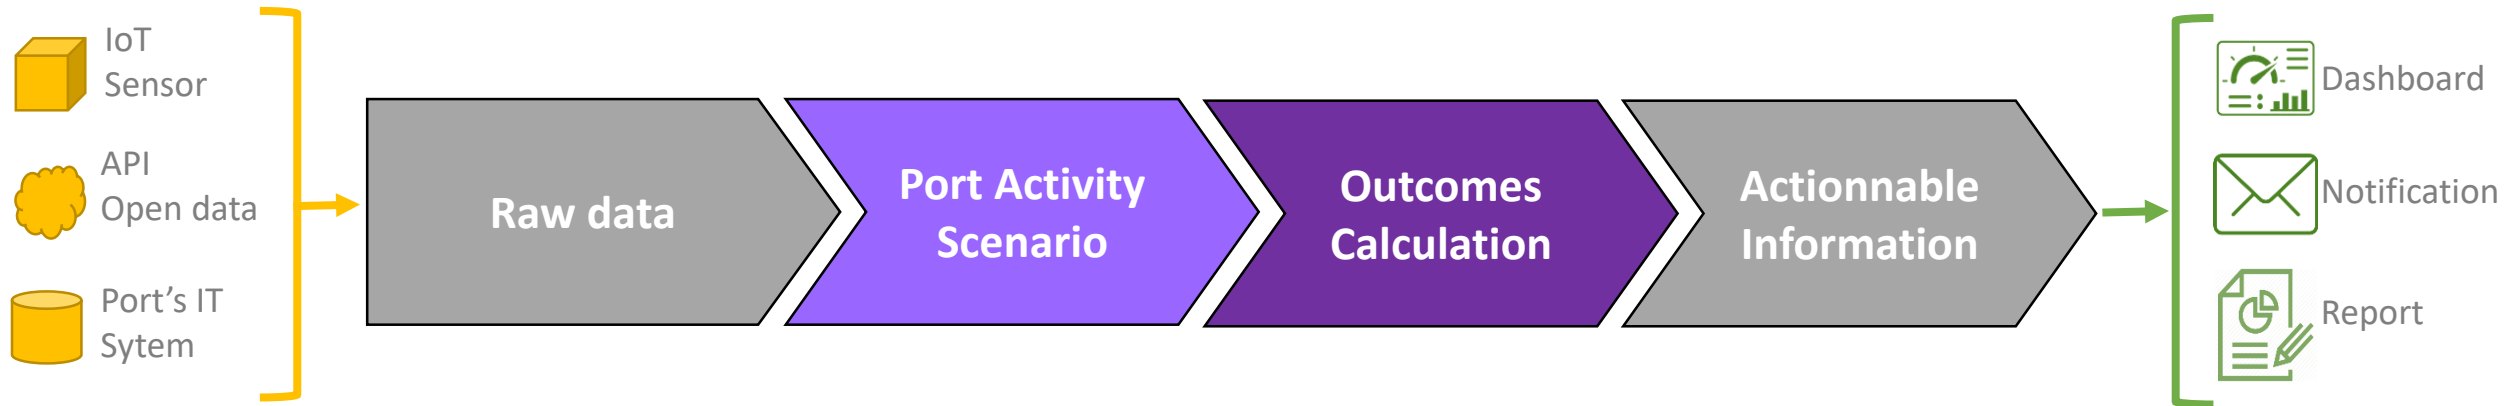 IoT
Sensor
API
Open data
Port’s IT
Sytem
Raw data
Port Activity
Scenario
Outcomes
Calculation
Actionnable
Information
Dashboard
Notification
Report